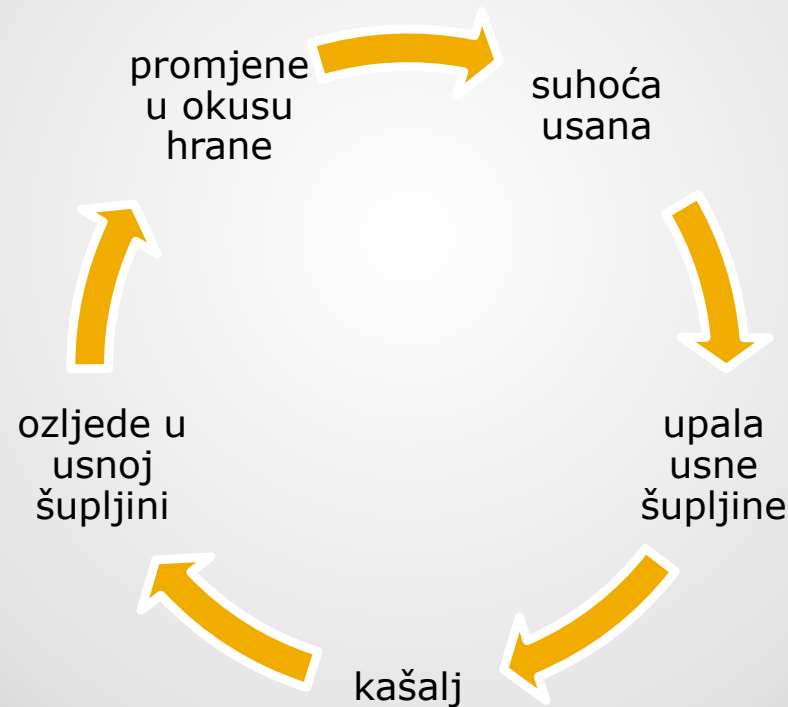 promjene
u okusu
hrane
suhoća
usana
upala
usne
šupljine
kašalj
ozljede u
usnoj
šupljini